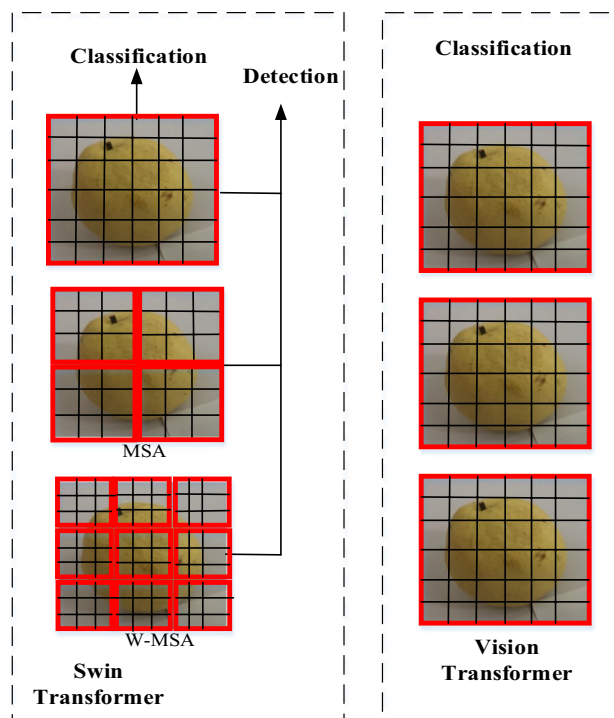 Classification
Detection
MSA
W-MSA
Swin
Transformer
Classification
Vision
Transformer